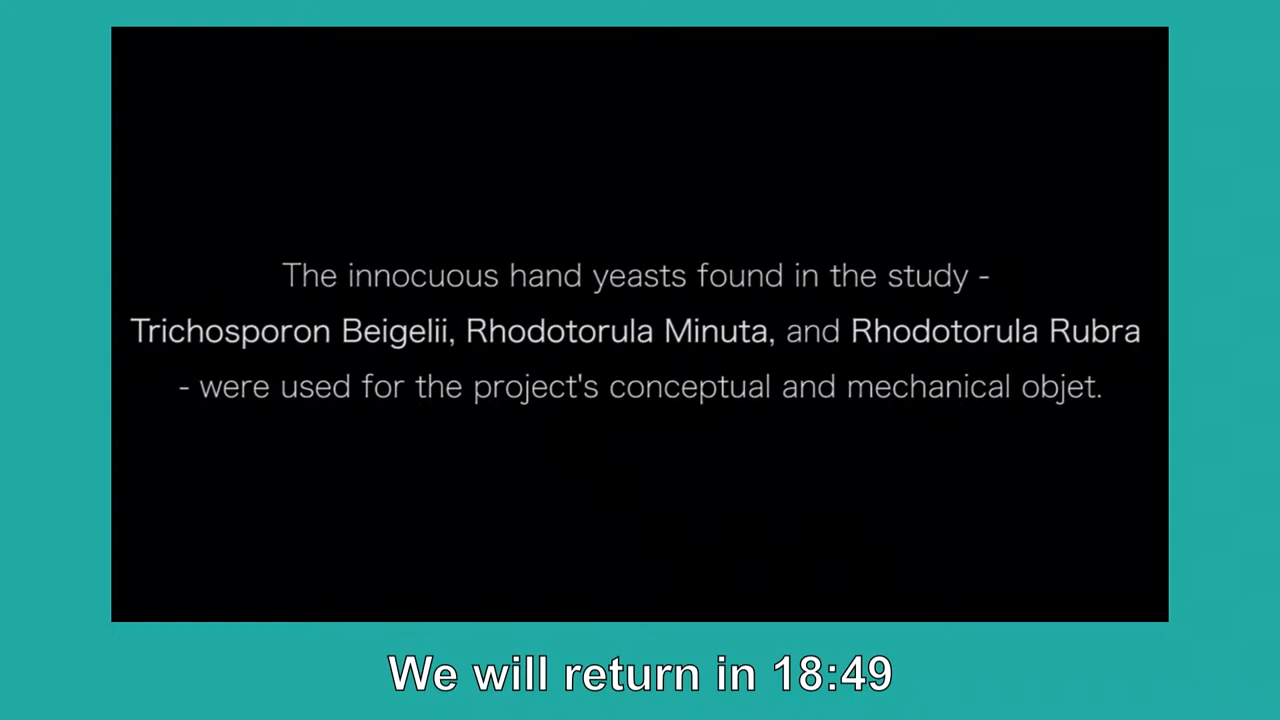 The innocuous hand yeasts found in the study -
Trichosporon Beigelii, Rhodotorula Minuta, and Rhodotorula Rubra
- were used for the project's conceptual and mechanical objet.
We will return in 18:49